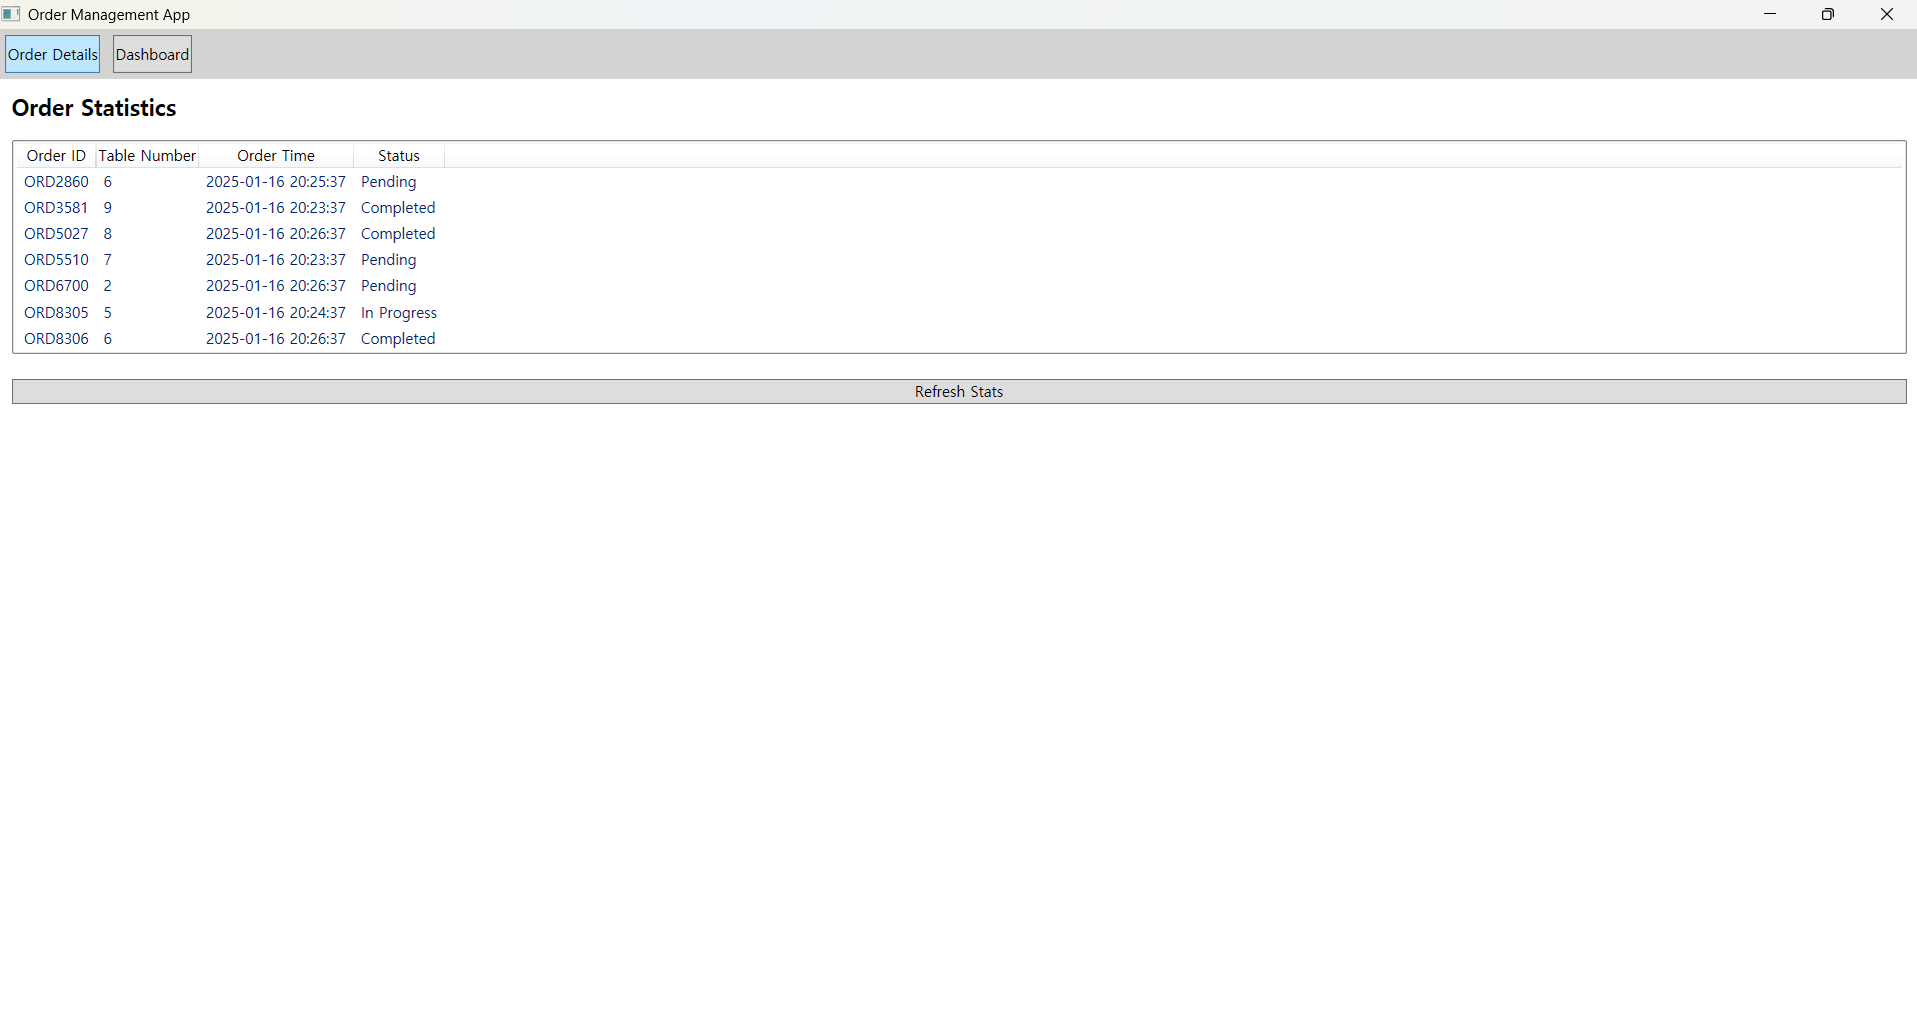 Order Management App
Order Details Dashboard
Order Statistics
Order ID Table Number Order Time Status
ORD2860 6 2025-01-16 20:25:37 Pending
ORD3581 9 2025-01-16 20:23:37 Completed
ORD5027 8 2025-01-16 20:26:37 Completed
ORD5510 7 2025-01-16 20:23:37 Pending
ORD6700 2 2025-01-16 20:26:37 Pending
ORD8305 5 2025-01-16 20:24:37 In Progress
ORD8306 6 2025-01-16 20:26:37 Completed
Refresh Stats